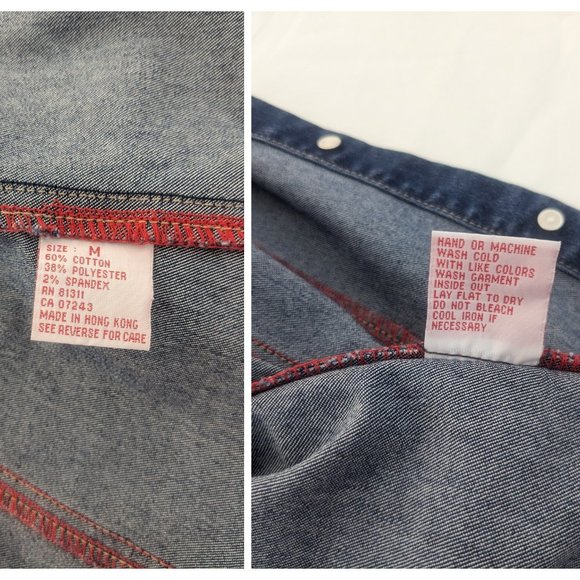 SIZE : M
60% COTTON
38% POLYESTER
2% SPANDEX
RN 81311
CA 07243
MADE IN HONG KONG
SEE REVERSE FOR CARE
HAND OR MACHINE
WASH COLD
WITH LIKE COLORS
WASH GARMENT
INSIDE OUT
LAY FLAT TO DRY
DO NOT BLEACH
COOL IRON IF
NECESSARY